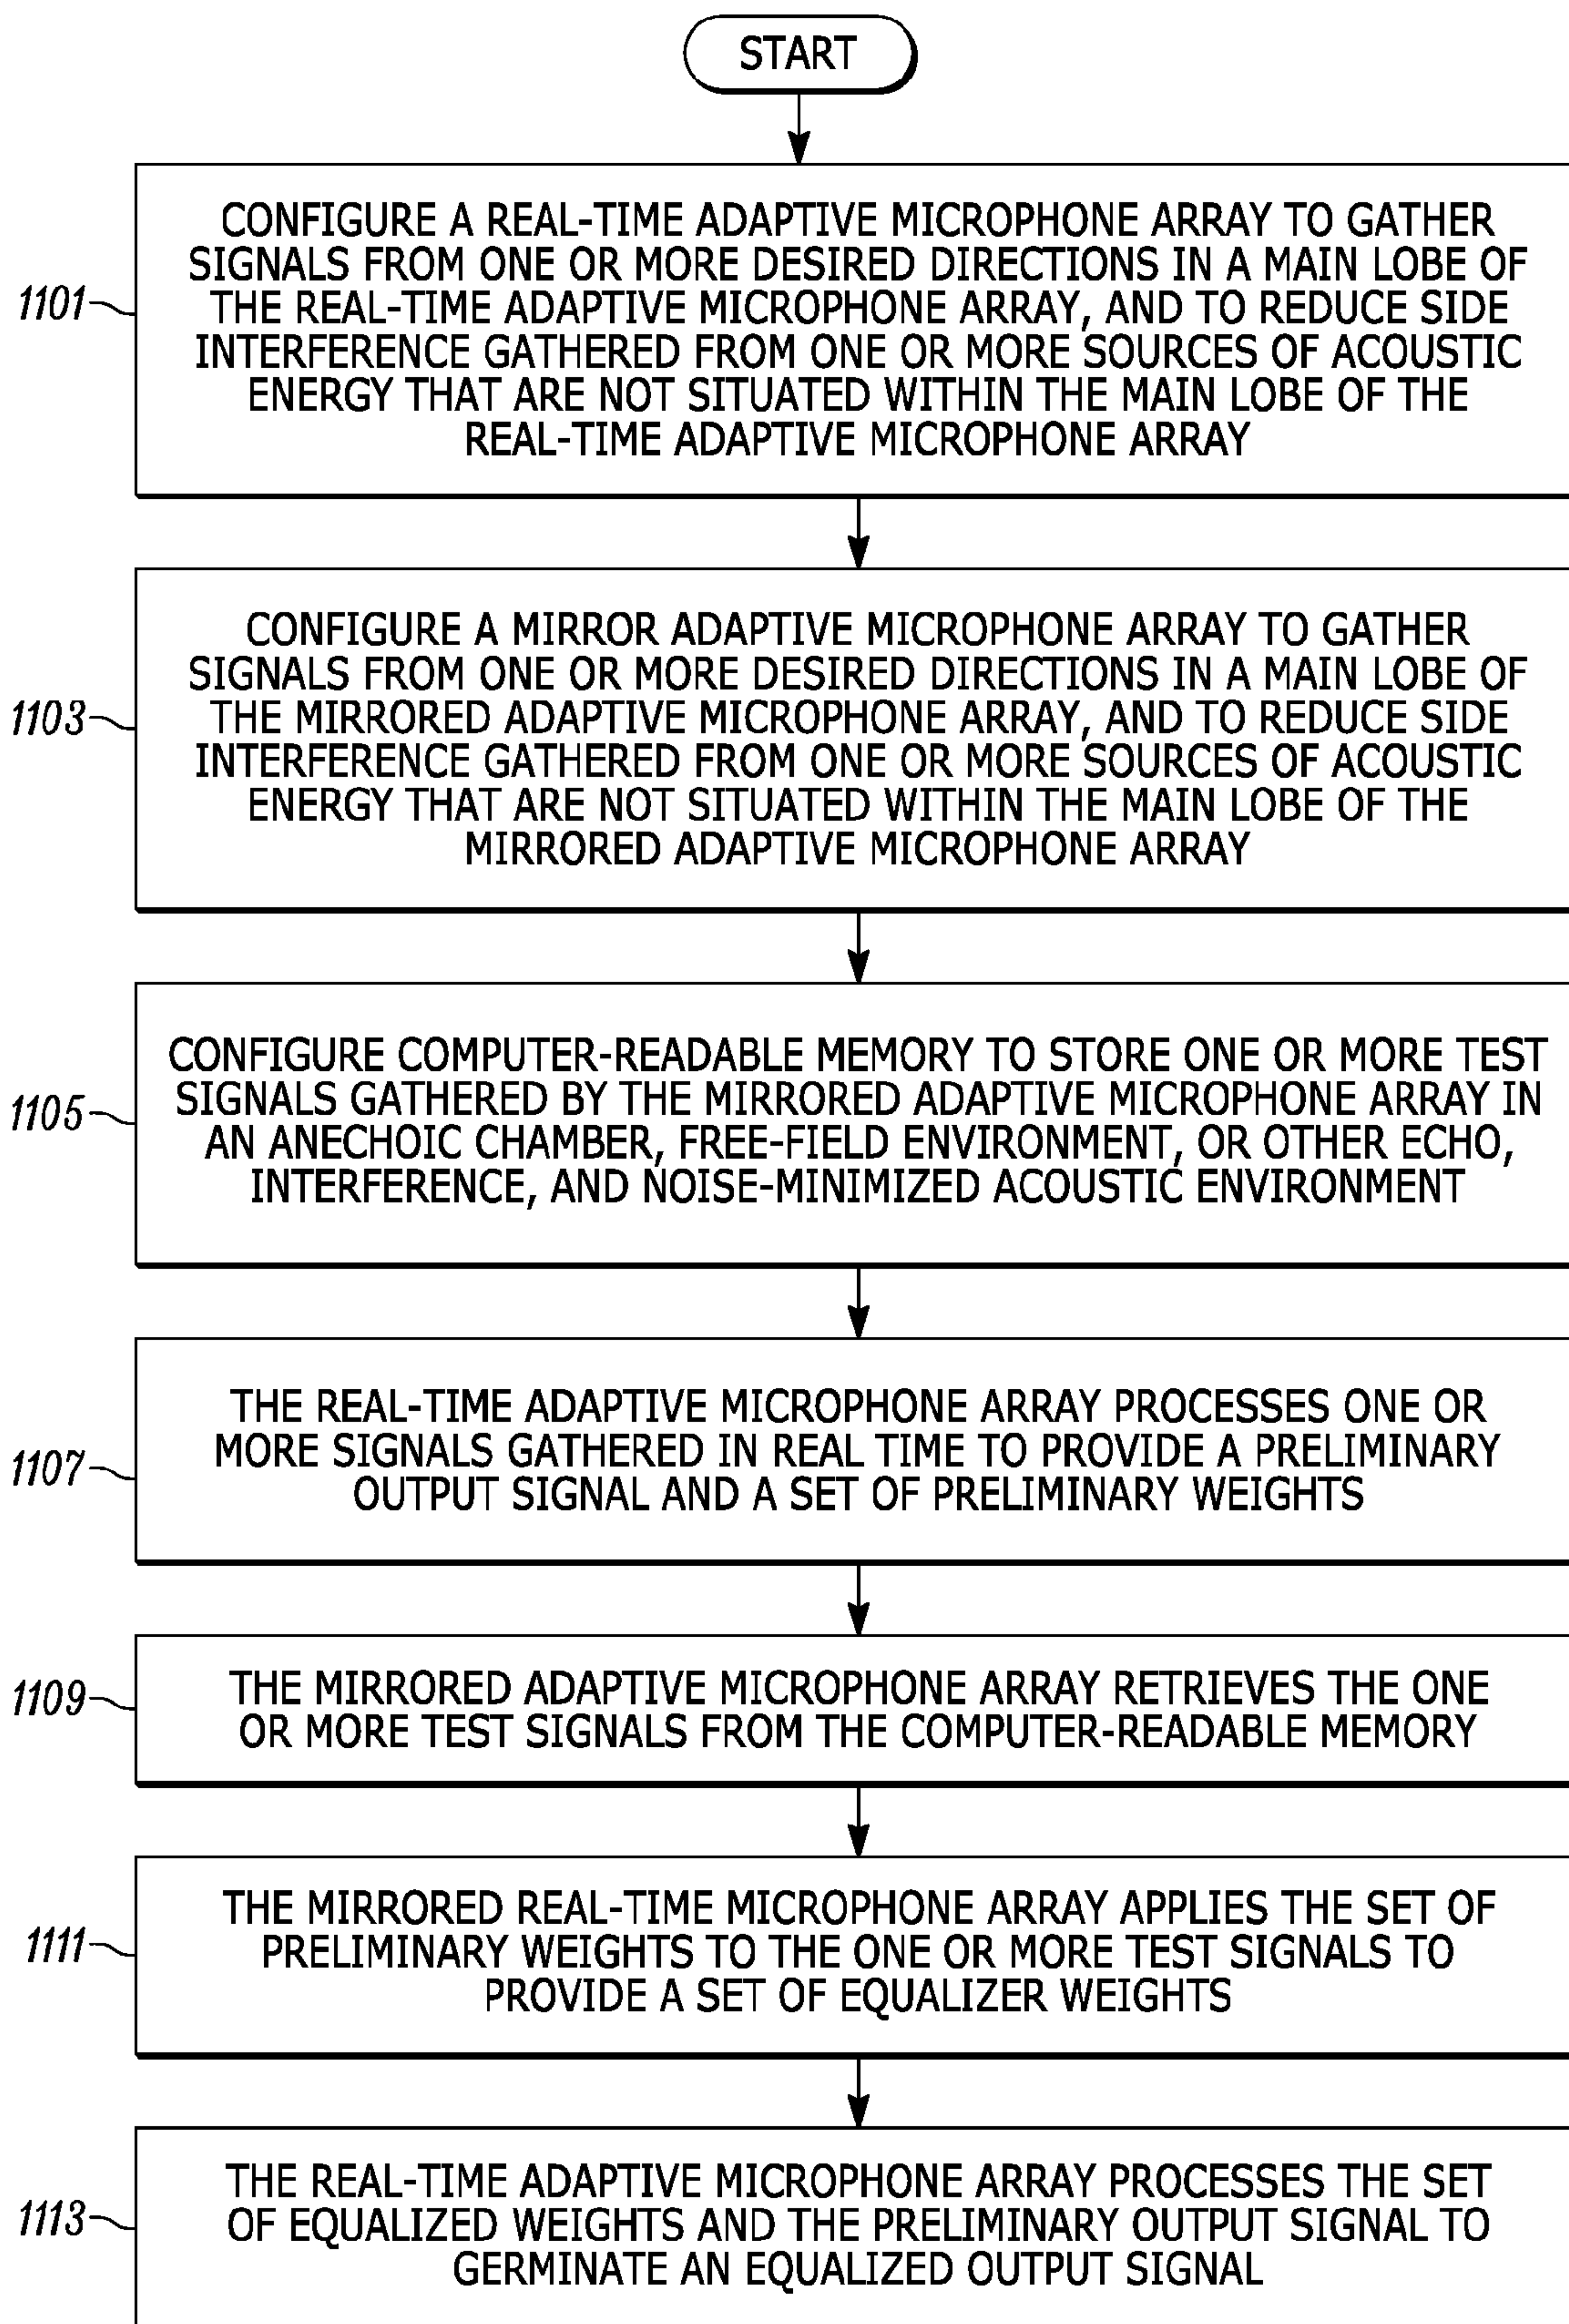 START
CONFIGURE A REAL-TIME ADAPTIVE MICROPHONE ARRAY TO GATHER
SIGNALS FROM ONE OR MORE DESIRED DIRECTIONS IN A MAIN LOBE OF
THE REAL-TIME ADAPTIVE MICROPHONE ARRAY, AND TO REDUCE SIDE
INTERFERENCE GATHERED FROM ONE OR MORE SOURCES OF ACOUSTIC
ENERGY THAT ARE NOT SITUATED WITHIN THE MAIN LOBE OF THE
REAL-TIME ADAPTIVE MICROPHONE ARRAY
1101
CONFIGURE A MIRROR ADAPTIVE MICROPHONE ARRAY TO GATHER
SIGNALS FROM ONE OR MORE DESIRED DIRECTIONS IN A MAIN LOBE OF
THE MIRRORED ADAPTIVE MICROPHONE ARRAY, AND TO REDUCE SIDE
INTERFERENCE GATHERED FROM ONE OR MORE SOURCES OF ACOUSTIC
ENERGY THAT ARE NOT SITUATED WITHIN THE MAIN LOBE OF THE
MIRRORED ADAPTIVE MICROPHONE ARRAY
1103
CONFIGURE COMPUTER-READABLE MEMORY TO STORE ONE OR MORE TEST
SIGNALS GATHERED BY THE MIRRORED ADAPTIVE MICROPHONE ARRAY IN
AN ANECHOIC CHAMBER, FREE-FIELD ENVIRONMENT, OR OTHER ECHO,
INTERFERENCE, AND NOISE-MINIMIZED ACOUSTIC ENVIRONMENT
1105
THE REAL-TIME ADAPTIVE MICROPHONE ARRAY PROCESSES ONE OR
MORE SIGNALS GATHERED IN REAL TIME TO PROVIDE A PRELIMINARY
OUTPUT SIGNAL AND A SET OF PRELIMINARY WEIGHTS
1107
THE MIRRORED ADAPTIVE MICROPHONE ARRAY RETRIEVES THE ONE
OR MORE TEST SIGNALS FROM THE COMPUTER-READABLE MEMORY
1109
THE MIRRORED REAL-TIME MICROPHONE ARRAY APPLIES THE SET OF
PRELIMINARY WEIGHTS TO THE ONE OR MORE TEST SIGNALS TO
PROVIDE A SET OF EQUALIZER WEIGHTS
1111
THE REAL-TIME ADAPTIVE MICROPHONE ARRAY PROCESSES THE SET
OF EQUALIZED WEIGHTS AND THE PRELIMINARY OUTPUT SIGNAL TO
GERMINATE AN EQUALIZED OUTPUT SIGNAL
1113